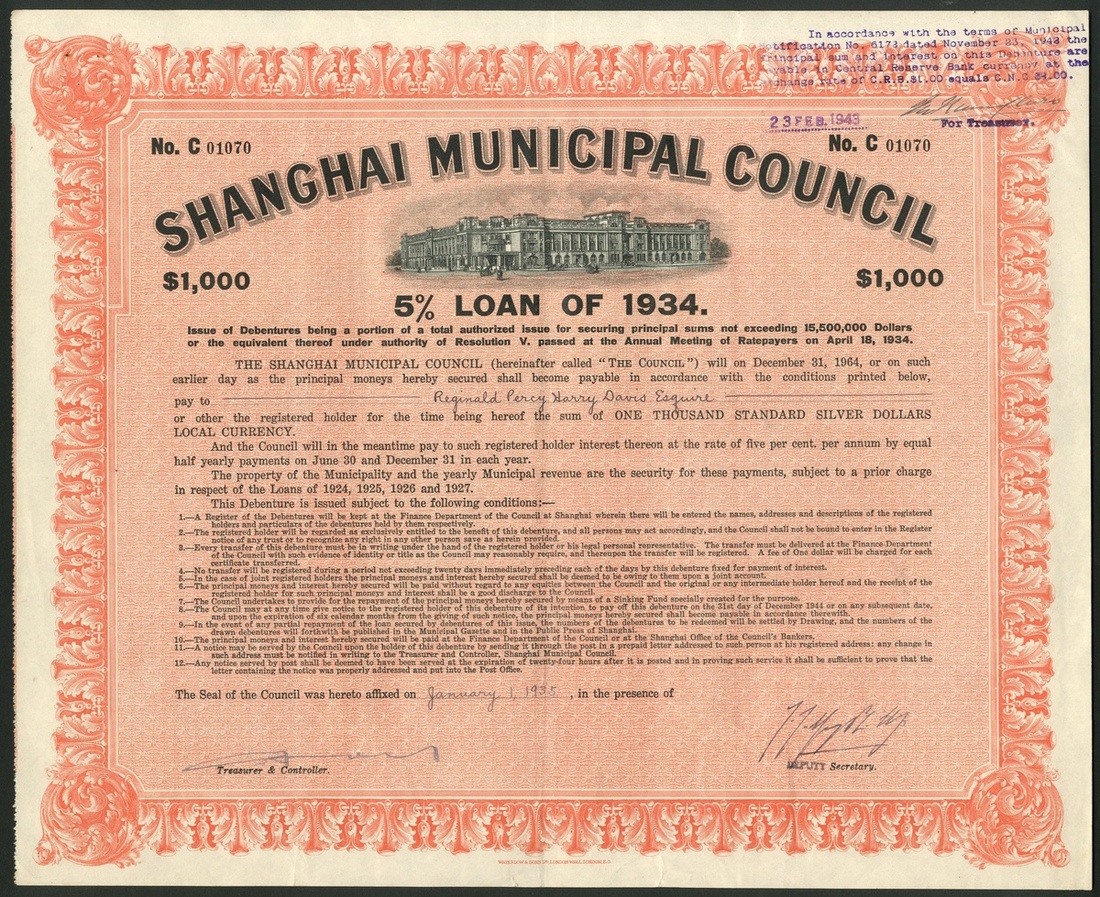 In accordance with the terms of Municipal
Notification No. 6173 dated November 23, 1942 the
principal sum and interest on this Debenture are
payable in Central Reserve Bank currency at the
exchange rate of C.R.B.$1.00 equals C.N.C $2.00.
23 FEB. 1943
For Treasurer.
No. C 01070
No. C 01070
SHANGHAI MUNICIPAL COUNCIL
$1,000
$1,000
5% LOAN OF 1934.
Issue of Debentures being a portion of a total authorized issue for securing principal sums not exceeding 15,500,000 Dollars
or the equivalent thereof under authority of Resolution V. passed at the Annual Meeting of Ratepayers on April 18, 1934.
THE SHANGHAI MUNICIPAL COUNCIL (hereinafter called "THE COUNCIL") will on December 31, 1964, or on such
earlier day as the principal moneys hereby secured shall become payable in accordance with the conditions printed below,
pay to Reginald Percy Harry Davis Esquire
or other the registered holder for the time being hereof the sum of ONE THOUSAND STANDARD SILVER DOLLARS
LOCAL CURRENCY.
And the Council will in the meantime pay to such registered holder interest thereon at the rate of five per cent. per annum by equal
half yearly payments on June 30 and December 31 in each year.
The property of the Municipality and the yearly Municipal revenue are the security for these payments, subject to a prior charge
in respect of the Loans of 1924, 1925, 1926 and 1927.
This Debenture is issued subject to the following conditions:—
1.—A Register of the Debentures will be kept at the Finance Department of the Council at Shanghai wherein there will be entered the names, addresses and descriptions of the registered
holders and particulars of the debentures held by them respectively.
2.—The registered holder will be regarded as exclusively entitled to the benefit of this debenture, and all persons may act accordingly, and the Council shall not be bound to enter in the Register
notice of any trust or to recognize any right in any other person save as herein provided.
3.—Every transfer of this debenture must be in writing under the hand of the registered holder or his legal personal representative. The transfer must be delivered at the Finance Department
of the Council with such evidence of identity or title as the Council may reasonably require, and thereupon the transfer will be registered. A fee of One dollar will be charged for each
certificate transferred.
4.—No transfer will be registered during a period not exceeding twenty days immediately preceding each of the days by this debenture fixed for payment of interest.
5.—In the case of joint registered holders the principal moneys and interest hereby secured shall be deemed to be owing to them upon a joint account.
6.—The principal moneys and interest hereby secured will be paid without regard to any equities between the Council and the original or any intermediate holder hereof and the receipt of the
registered holder for such principal moneys and interest shall be a good discharge to the Council.
7.—The Council undertakes to provide for the repayment of the principal moneys hereby secured by means of a Sinking Fund specially created for the purpose.
8.—The Council may at any time give notice to the registered holder of this debenture of its intention to pay off this debenture on the 31st day of December 1944 or on any subsequent date,
and upon the expiration of six calendar months from the giving of such notice, the principal moneys hereby secured shall become payable in accordance therewith.
9.—In the event of any partial repayment of the loan secured by debentures of this issue, the numbers of the debentures to be redeemed will be settled by Drawing, and the numbers of the
drawn debentures will forthwith be published in the Municipal Gazette and in the Public Press of Shanghai.
10.—The principal moneys and interest hereby secured will be paid at the Finance Department of the Council or at the Shanghai Office of the Council's Bankers.
11.—A notice may be served by the Council upon the holder of this debenture by sending it through the post in a prepaid letter addressed to such person at his registered address: any change in
such address must be notified in writing to the Treasurer and Controller, Shanghai Municipal Council.
12.—Any notice served by post shall be deemed to have been served at the expiration of twenty-four hours after it is posted and in proving such service it shall be sufficient to prove that the
letter containing the notice was properly addressed and put into the Post Office.
The Seal of the Council was hereto affixed on January 1, 1935, in the presence of
Treasurer & Controller.
DEPUTY Secretary.